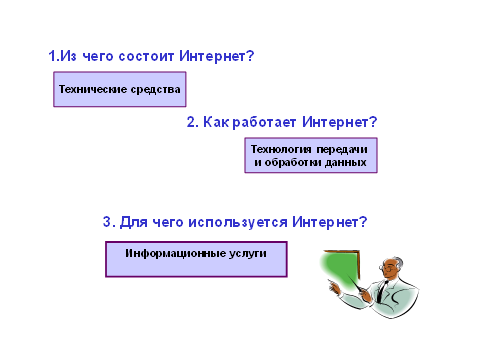 1.Из чего состоит Интернет?
Технические средства
2. Как работает Интернет?
Технология передачи
и обработки данных
3. Для чего используется Интернет?
Информационные услуги